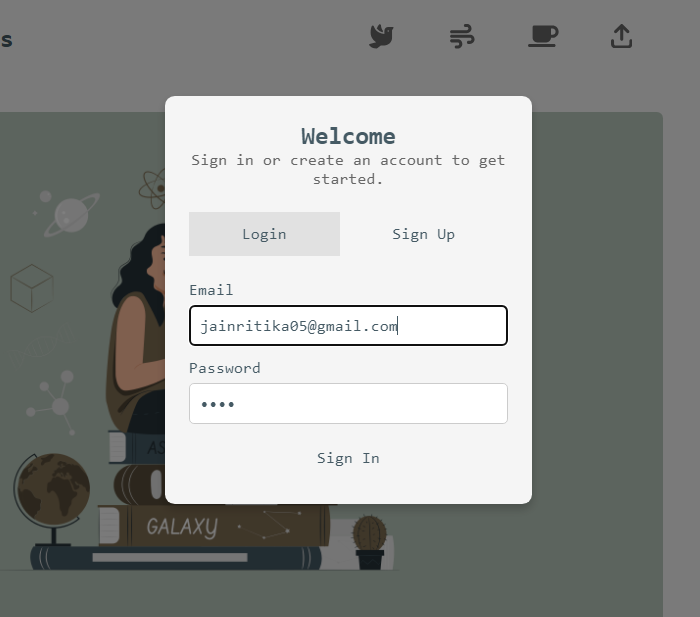 s
Welcome
Sign in or create an account to get
started.
Login
Sign Up
Email
jainritika05@gmail.com
Password
••••
Sign In
AS
GALAXY